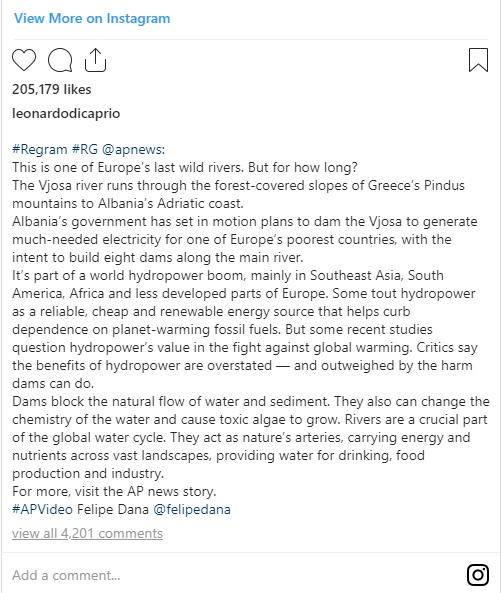 View More on Instagram
205,179 likes
leonardodicaprio
#Regram #RG @apnews:
This is one of Europe's last wild rivers. But for how long?
The Vjosa river runs through the forest-covered slopes of Greece's Pindus
mountains to Albania's Adriatic coast.
Albania's government has set in motion plans to dam the Vjosa to generate
much-needed electricity for one of Europe's poorest countries, with the
intent to build eight dams along the main river.
It's part of a world hydropower boom, mainly in Southeast Asia, South
America, Africa and less developed parts of Europe. Some tout hydropower
as a reliable, cheap and renewable energy source that helps curb
dependence on planet-warming fossil fuels. But some recent studies
question hydropower's value in the fight against global warming. Critics say
the benefits of hydropower are overstated — and outweighed by the harm
dams can do.
Dams block the natural flow of water and sediment. They also can change the
chemistry of the water and cause toxic algae to grow. Rivers are a crucial part
of the global water cycle. They act as nature's arteries, carrying energy and
nutrients across vast landscapes, providing water for drinking, food
production and industry.
For more, visit the AP news story.
#APVideo Felipe Dana @felipedana
view all 4,201 comments
Add a comment...